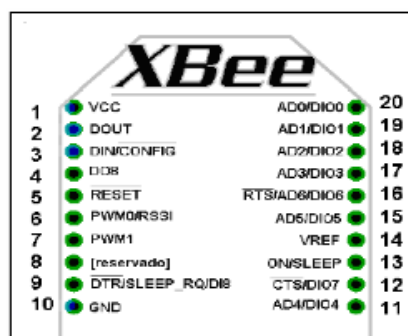 XBee
1 VCC AD0/DIO0 20
2 DOUT AD1/DIO1 19
3 DIN/CONFIG AD2/DIO2 18
4 DO8 AD3/DIO3 17
5 RESET RTS/AD6/DIO6 16
6 PWM0/RSSI AD5/DIO5 15
7 PWM1 VREF 14
8 [reservado] ON/SLEEP 13
9 DTR/SLEEP_RQ/DI8 CTS/DIO7 12
10 GND AD4/DIO4 11